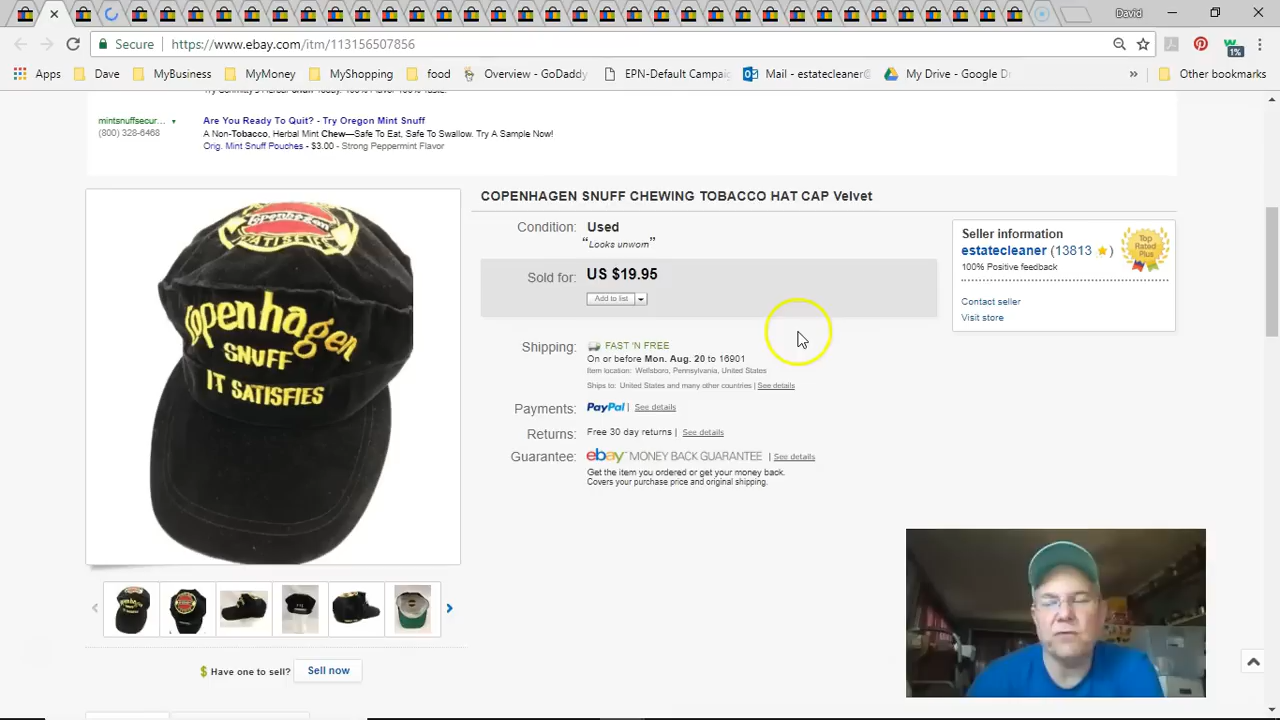 David
Secure
https://www.ebay.com/itm/113156507856
1%
Apps
Dave
MyBusiness
MyMoney
MyShopping
food
Overview - GoDaddy
EPN-Default Campai
Mail - estatecleaner@
My Drive - Google Dr
»
Other bookmarks
mintsnuffsecur...
Are You Ready To Quit? - Try Oregon Mint Snuff
(800) 328-6468
A Non-Tobacco, Herbal Mint Chew—Safe To Eat, Safe To Swallow. Try A Sample Now!
Orig. Mint Snuff Pouches - $3.00 - Strong Peppermint Flavor
COPENHAGEN SNUFF CHEWING TOBACCO HAT CAP Velvet
Condition: Used
“Looks unworn”
Sold for: US $19.95
Add to list
Shipping: FAST 'N FREE
On or before Mon. Aug. 20 to 16901
Item location: Wellsboro, Pennsylvania, United States
Ships to: United States and many other countries | See details
Payments: PayPal | See details
Returns: Free 30 day returns | See details
Guarantee: ebay MONEY BACK GUARANTEE | See details
Get the item you ordered or get your money back.
Covers your purchase price and original shipping.
Seller information
estatecleaner (13813 )
100% Positive feedback
Contact seller
Visit store
Top
Rated
Plus
Copenhagen
SNUFF
IT SATISFIES
Have one to sell? Sell now